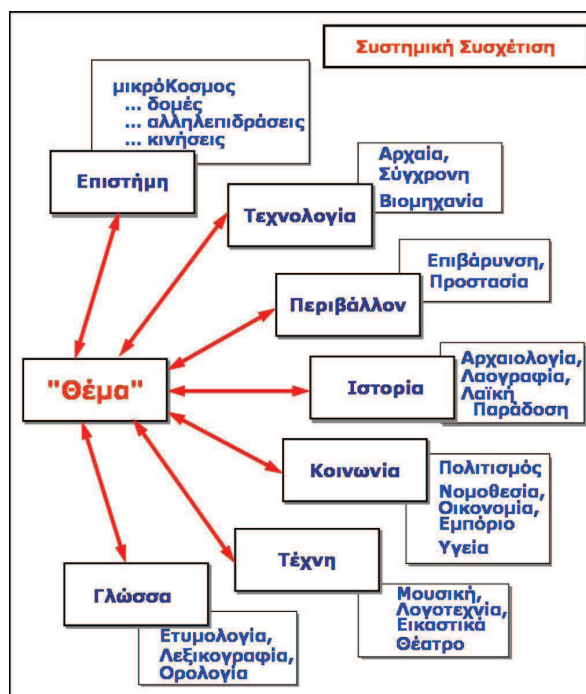 Συστημική Συσχέτιση
μικρόΚοσμος
... δομές
... αλληλεπιδράσεις
... κινήσεις
Επιστήμη
Αρχαία,
Σύγχρονη
Βιομηχανία
Τεχνολογία
Επιβάρυνση,
Προστασία
Περιβάλλον
"Θέμα"
Ιστορία
Αρχαιολογία,
Λαογραφία,
Λαϊκή
Παράδοση
Κοινωνία
Πολιτισμός
Νομοθεσία,
Οικονομία,
Εμπόριο
Υγεία
Τέχνη
Μουσική,
Λογοτεχνία,
Εικαστικά
Θέατρο
Γλώσσα
Ετυμολογία,
Λεξικογραφία,
Ορολογία